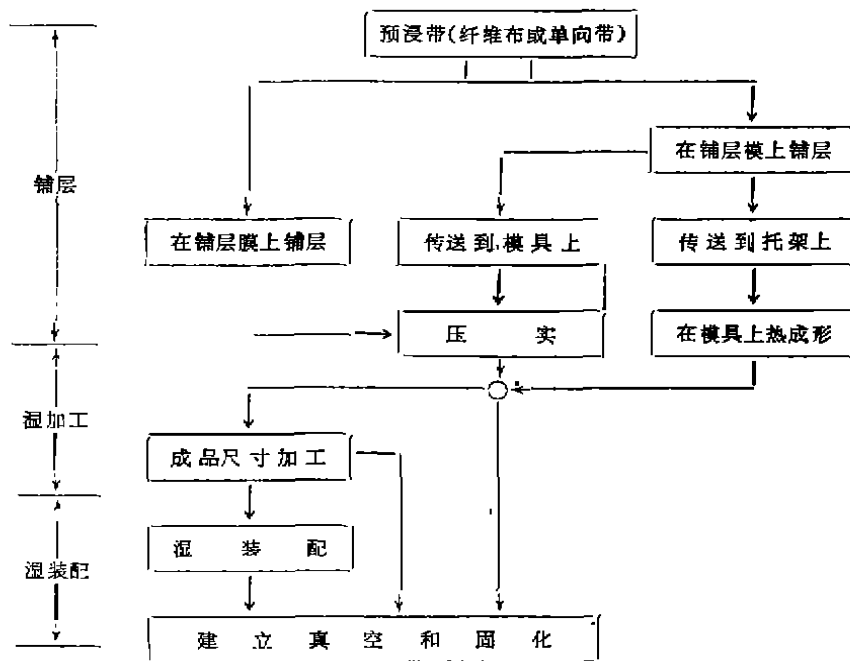 预浸带(纤维布或单向带)
在铺层模上铺层
铺层
在铺层膜上铺层
传送到模具上
传送到托架上
压实
在模具上热成形
湿加工
成品尺寸加工
湿装配
湿装配
建立真空和固化